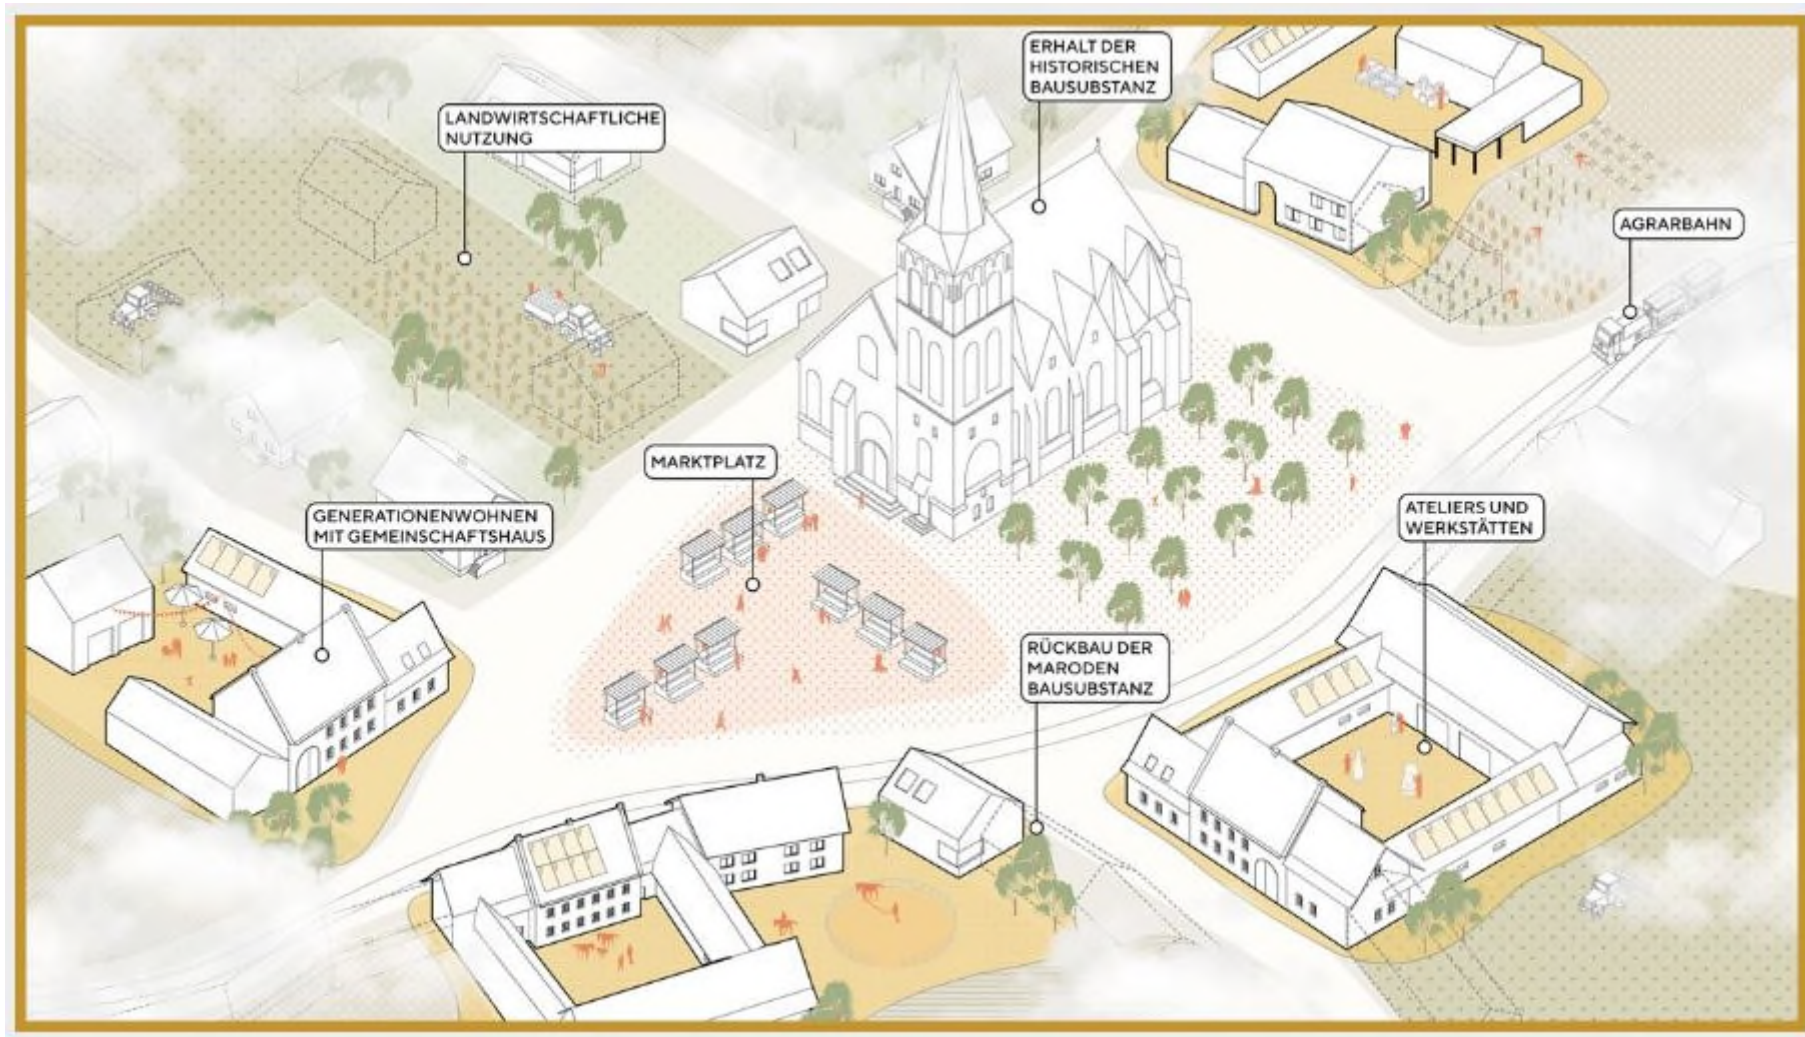 ERHALT DER
HISTORISCHEN
BAUSUBSTANZ
LANDWIRTSCHAFTLICHE
NUTZUNG
AGRARBAHN
MARKTPLATZ
GENERATIONENWOHNEN
MIT GEMEINSCHAFTSHAUS
ATELIERS UND
WERKSTÄTTEN
RÜCKBAU DER
MARODEN
BAUSUBSTANZ